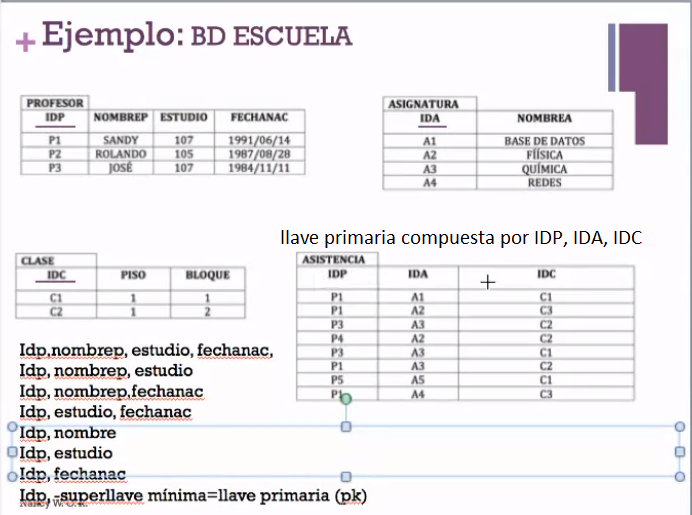 + Ejemplo: BD ESCUELA
PROFESOR
IDP NOMBREP ESTUDIO FECHANAC
P1 SANDY 107 1991/06/14
P2 ROLANDO 105 1987/08/28
P3 JOSÉ 107 1984/11/11
ASIGNATURA
IDA NOMBREA
A1 BASE DE DATOS
A2 FÍÍSICA
A3 QUÍMICA
A4 REDES
llave primaria compuesta por IDP, IDA, IDC
CLASE
IDC PISO BLOQUE
C1 1 1
C2 1 2
ASISTENCIA
IDP IDA IDC
P1 A1 C1
P1 A2 C3
P3 A3 C2
P4 A2 C2
P3 A3 C1
P1 A3 C2
P5 A5 C1
P1 A4 C3
Idp,nombrep, estudio, fechanac,
Idp, nombrep, estudio
Idp, nombrep,fechanac
Idp, estudio, fechanac
Idp, nombre
Idp, estudio
Idp, fechanac
Idp, -superllave mínima=llave primaria (pk)
Nancy W.